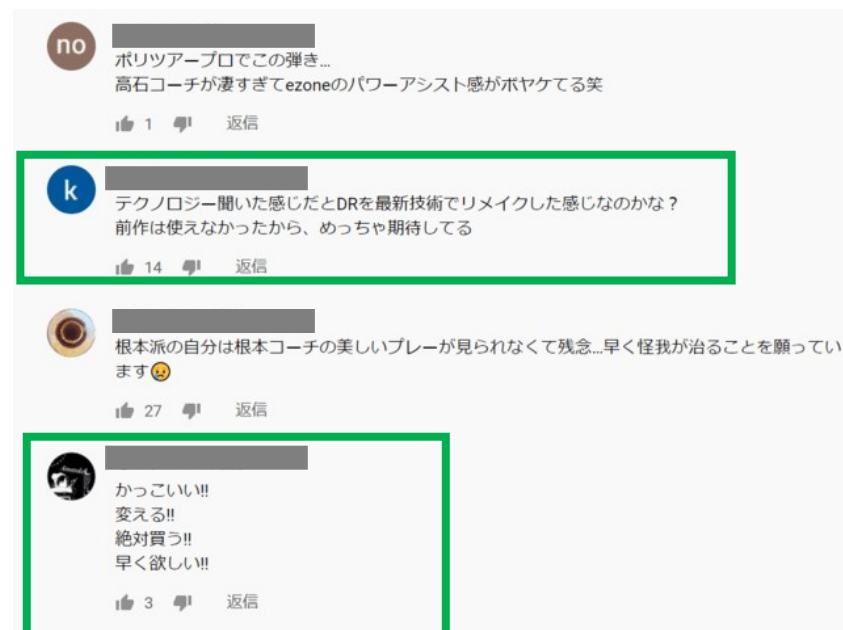 no
ポリツアープロでこの弾き...
高石コーチが凄すぎてezoneのパワーアシスト感がボヤケてる笑
1 返信
k
テクノロジー聞いた感じだとDRを最新技術でリメイクした感じなのかな？
前作は使えなかったから、めっちゃ期待してる
14 返信
根本派の自分は根本コーチの美しいプレーが見られなくて残念...早く怪我が治ることを願ってい
ます😥
27 返信
かっこいい!!
変える!!
絶対買う!!
早く欲しい!!
3 返信